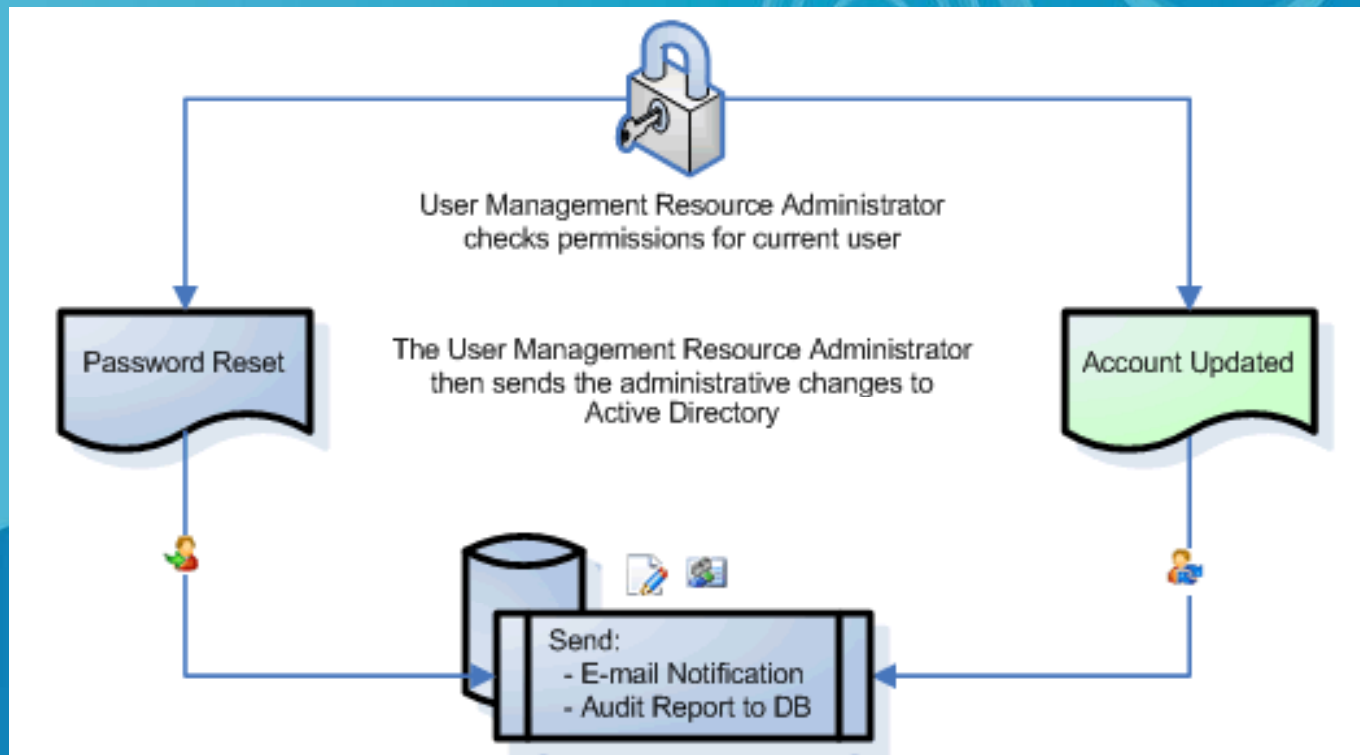 User Management Resource Administrator
checks permissions for current user
Password Reset
The User Management Resource Administrator
then sends the administrative changes to
Active Directory
Account Updated
Send:
- E-mail Notification
- Audit Report to DB